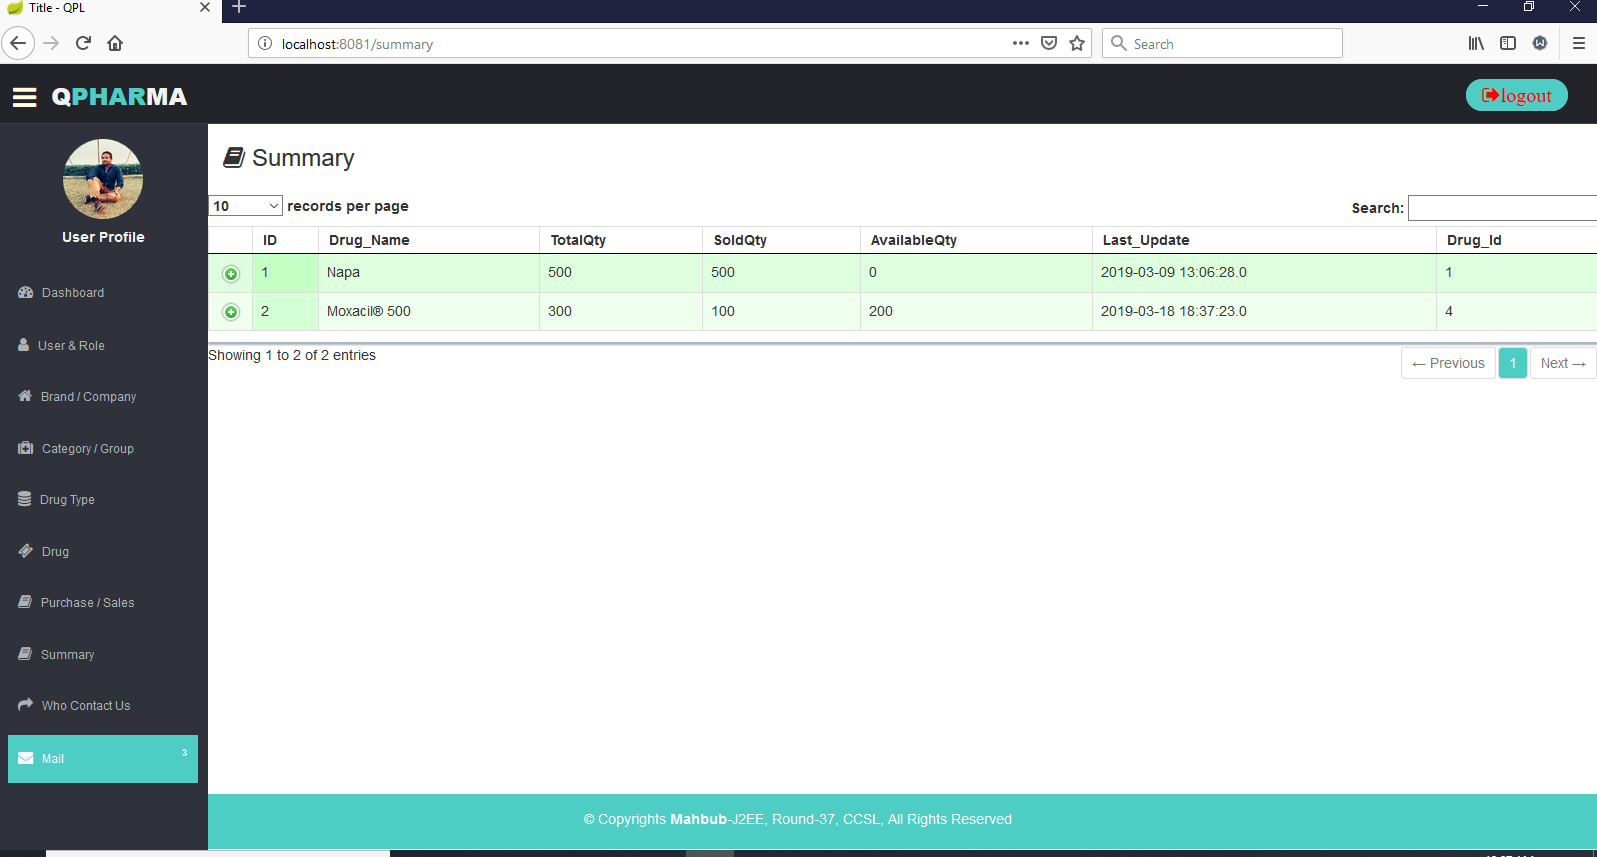 Title - QPL
localhost:8081/summary
Search
QPHARMA
logout
User Profile
Dashboard
User & Role
Brand / Company
Category / Group
Drug Type
Drug
Purchase / Sales
Summary
Who Contact Us
Mail 3
Summary
10 records per page
Search:
ID Drug_Name TotalQty SoldQty AvailableQty Last_Update Drug_Id
1 Napa 500 500 0 2019-03-09 13:06:28.0 1
2 Moxacil® 500 300 100 200 2019-03-18 18:37:23.0 4
Showing 1 to 2 of 2 entries
← Previous 1 Next →
© Copyrights Mahbub-J2EE, Round-37, CCSL, All Rights Reserved